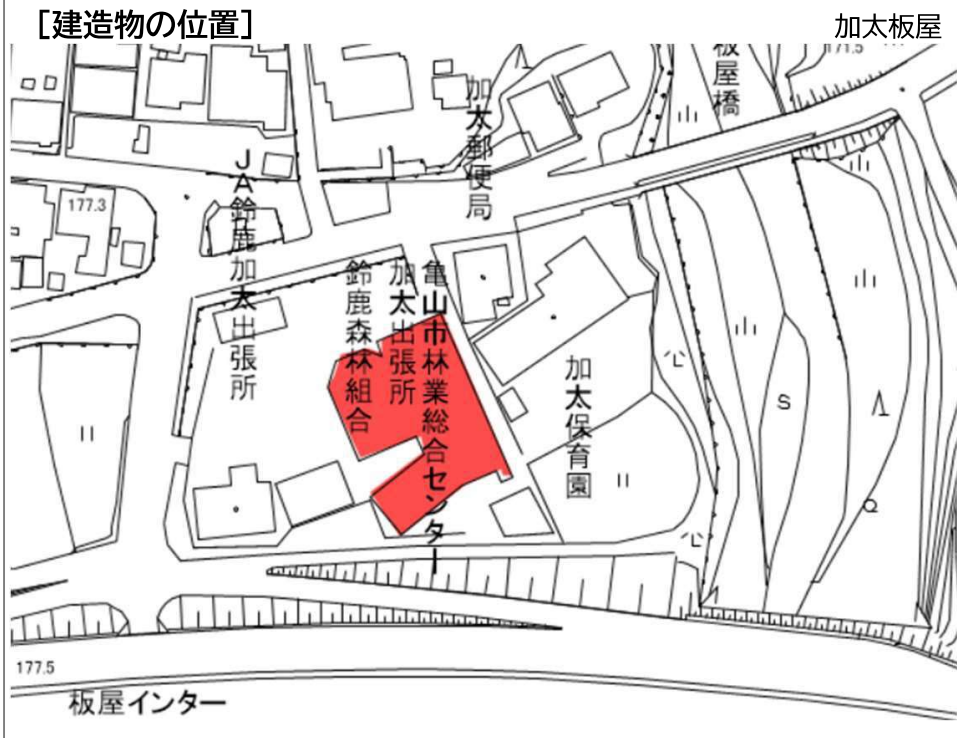 ［建造物の位置］
加太板屋
板屋橋
171.5
加太郵便局
JA鈴鹿加太出張所
177.3
亀山市林業総合センター
加太出張所
鈴鹿森林組合
加太保育園
177.5
板屋インター